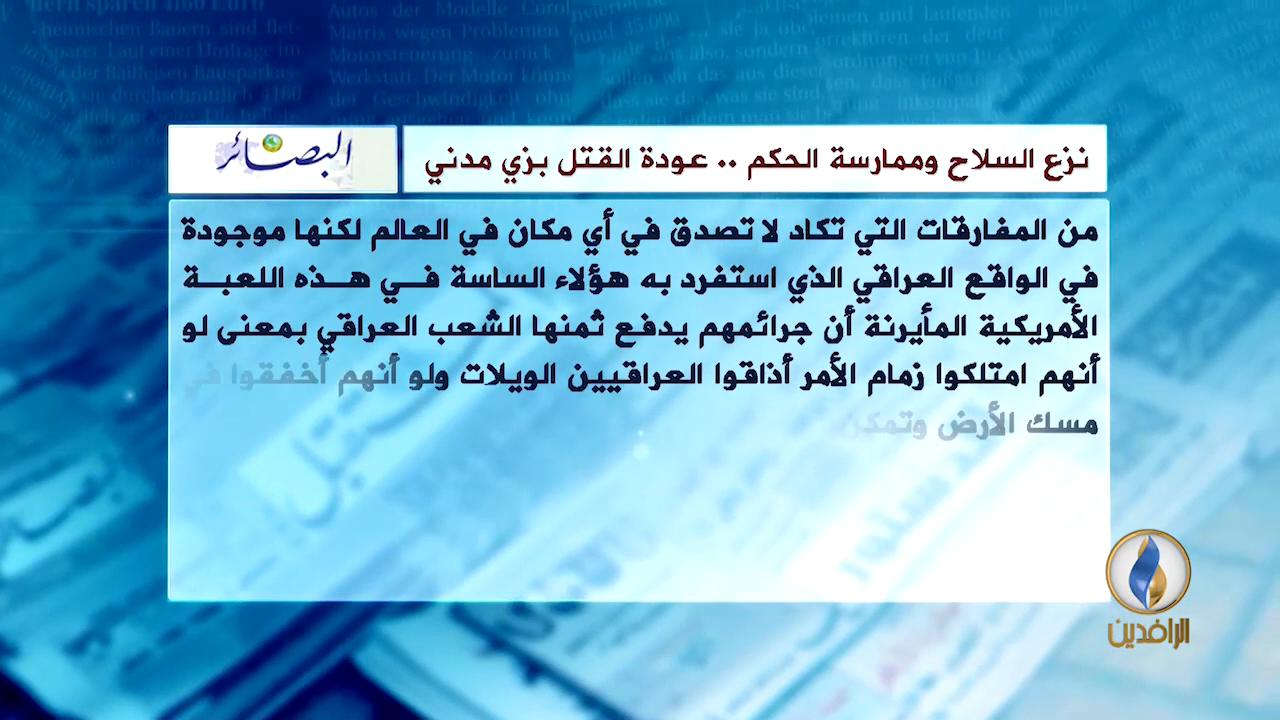 نزع السلاح وممارسة الحكم .. عودة القتل بزي مدني
البصائر
من المفارقات التي تكاد لا تصدق في أي مكان في العالم لكنها موجودة
في الواقع العراقي الذي استفرد به هؤلاء الساسة في هذه اللعبة
الأمريكية المأيرنة أن جرائمهم يدفع ثمنها الشعب العراقي بمعنى لو
أنهم امتلكوا زمام الأمر أذاقوا العراقيين الويلات ولو أنهم أخفقوا في
مسك الأرض وتمكن
الرافدين